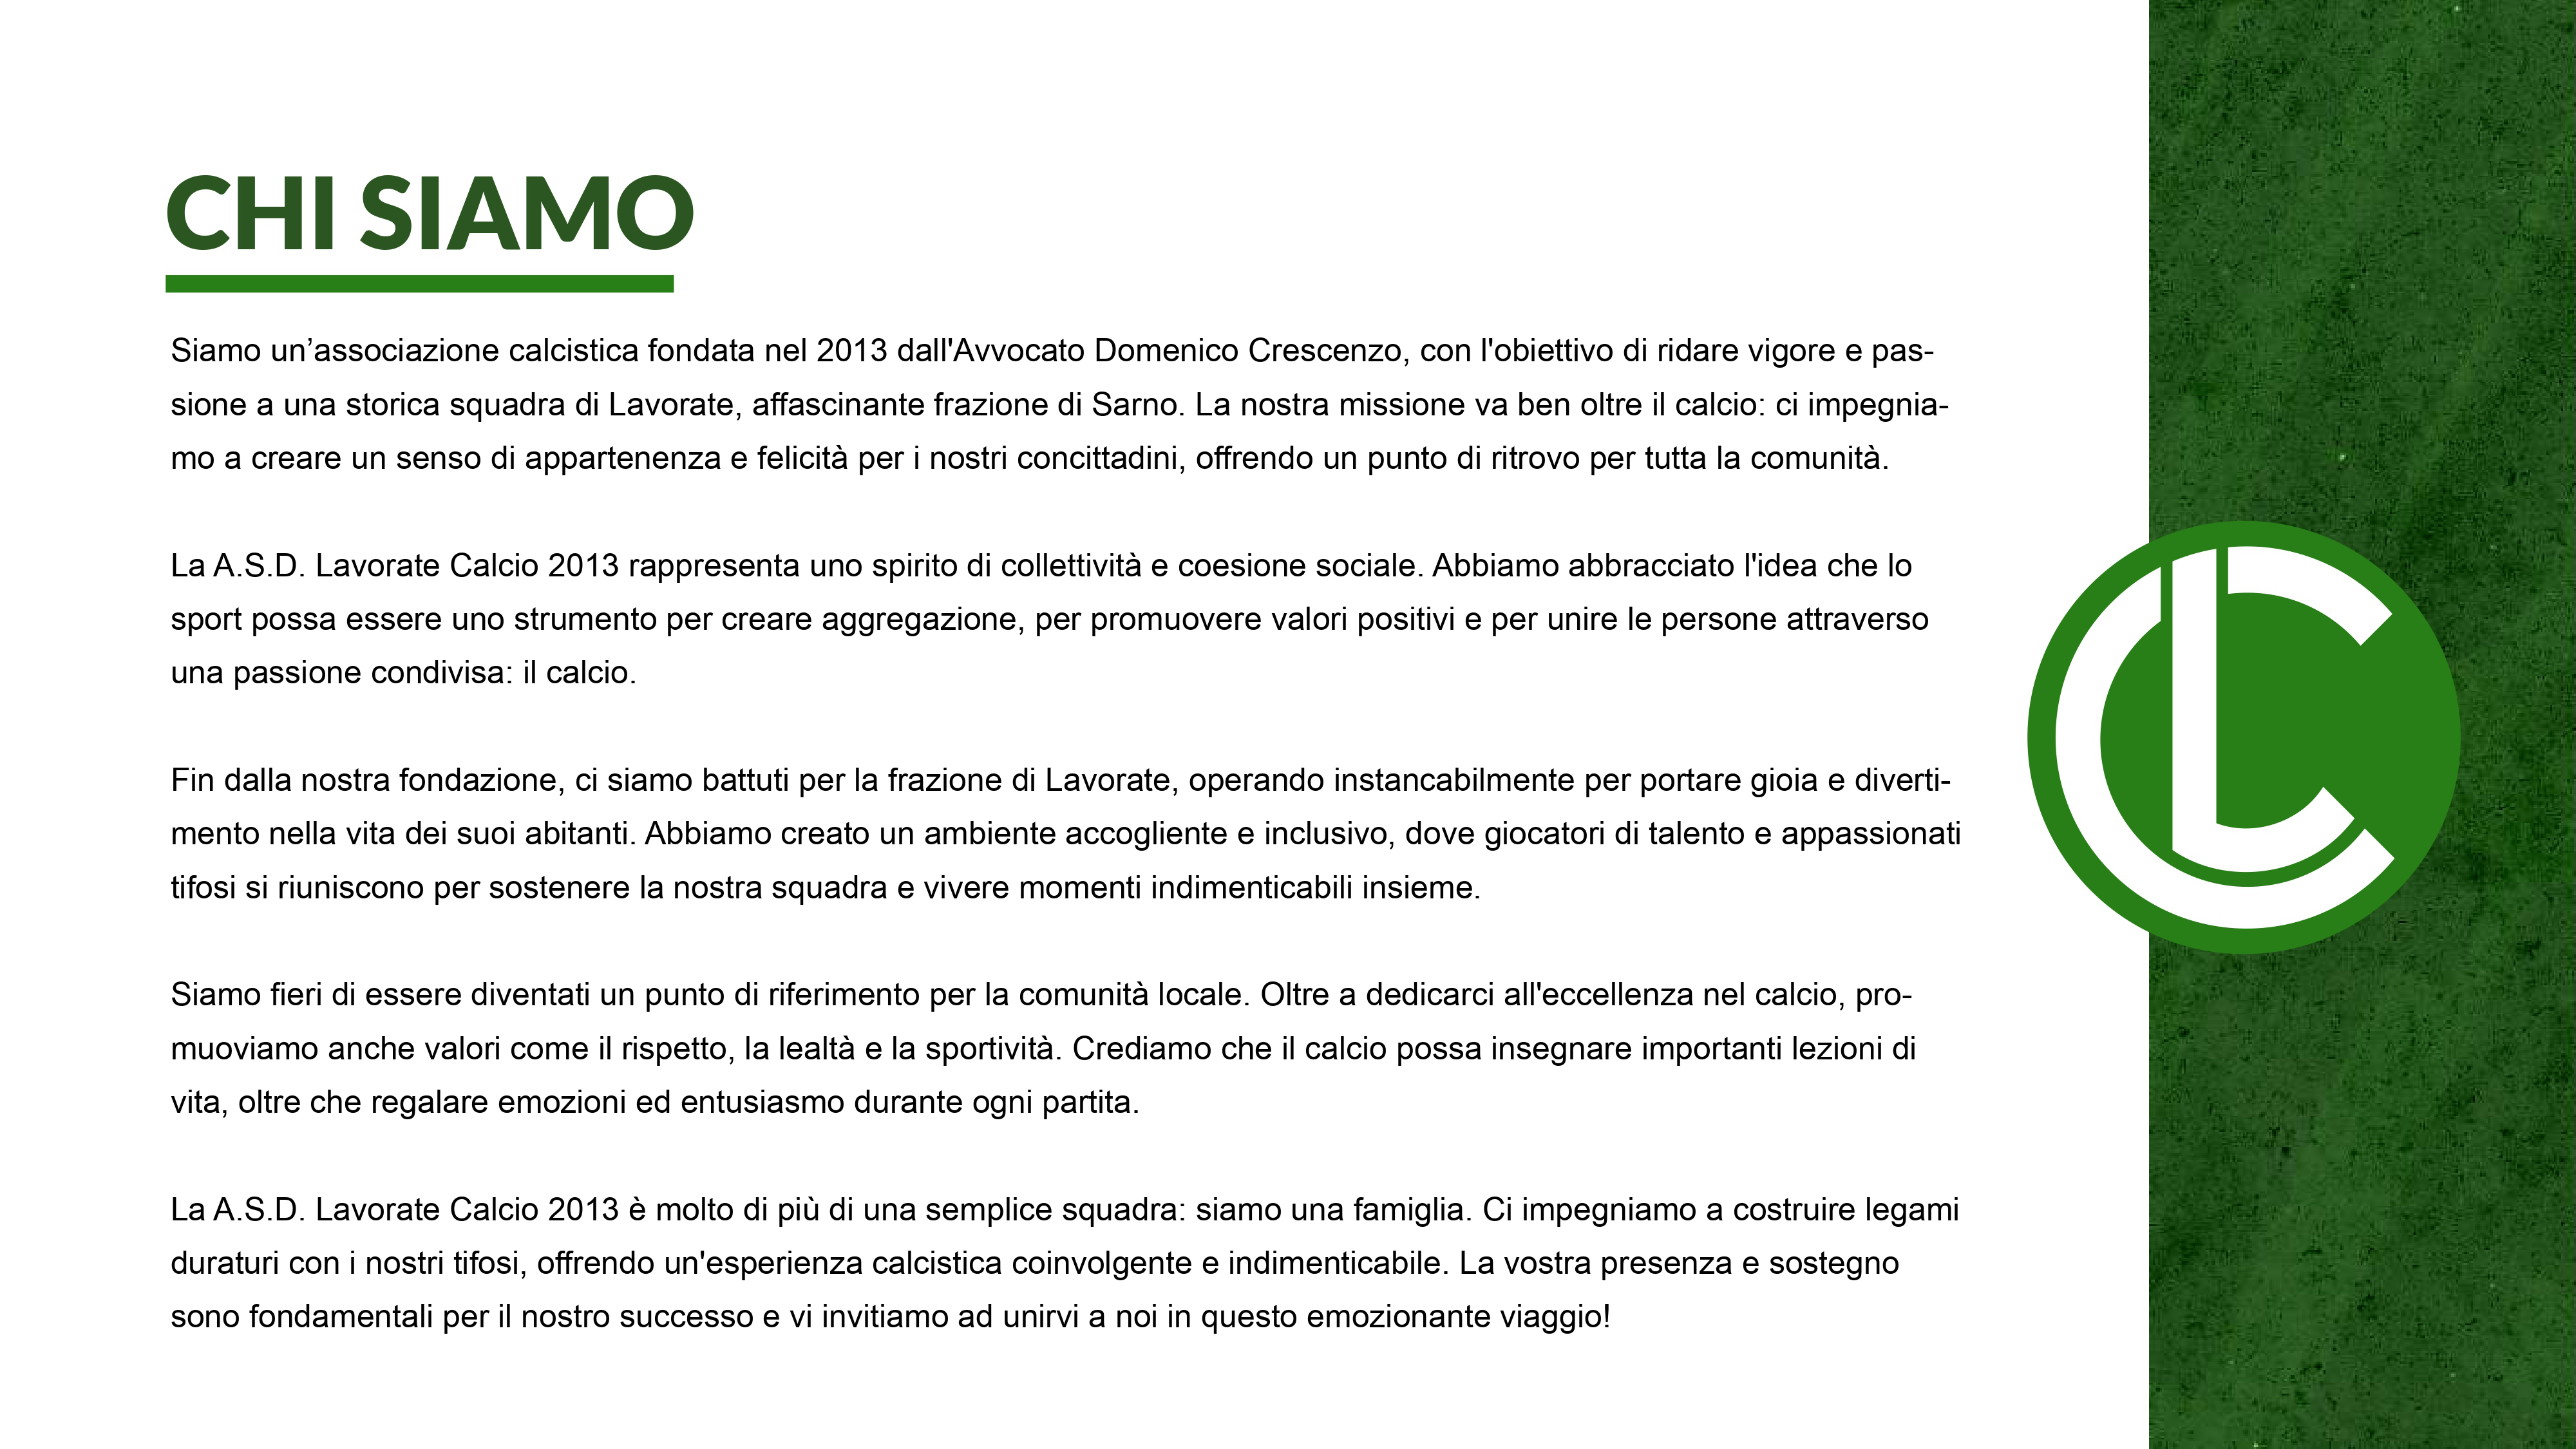 CHI SIAMO
Siamo un’associazione calcistica fondata nel 2013 dall'Avvocato Domenico Crescenzo, con l'obiettivo di ridare vigore e pas-
sione a una storica squadra di Lavorate, affascinante frazione di Sarno. La nostra missione va ben oltre il calcio: ci impegnia-
mo a creare un senso di appartenenza e felicità per i nostri concittadini, offrendo un punto di ritrovo per tutta la comunità.
La A.S.D. Lavorate Calcio 2013 rappresenta uno spirito di collettività e coesione sociale. Abbiamo abbracciato l'idea che lo
sport possa essere uno strumento per creare aggregazione, per promuovere valori positivi e per unire le persone attraverso
una passione condivisa: il calcio.
Fin dalla nostra fondazione, ci siamo battuti per la frazione di Lavorate, operando instancabilmente per portare gioia e diverti-
mento nella vita dei suoi abitanti. Abbiamo creato un ambiente accogliente e inclusivo, dove giocatori di talento e appassionati
tifosi si riuniscono per sostenere la nostra squadra e vivere momenti indimenticabili insieme.
Siamo fieri di essere diventati un punto di riferimento per la comunità locale. Oltre a dedicarci all'eccellenza nel calcio, pro-
muoviamo anche valori come il rispetto, la lealtà e la sportività. Crediamo che il calcio possa insegnare importanti lezioni di
vita, oltre che regalare emozioni ed entusiasmo durante ogni partita.
La A.S.D. Lavorate Calcio 2013 è molto di più di una semplice squadra: siamo una famiglia. Ci impegniamo a costruire legami
duraturi con i nostri tifosi, offrendo un'esperienza calcistica coinvolgente e indimenticabile. La vostra presenza e sostegno
sono fondamentali per il nostro successo e vi invitiamo ad unirvi a noi in questo emozionante viaggio!
LC